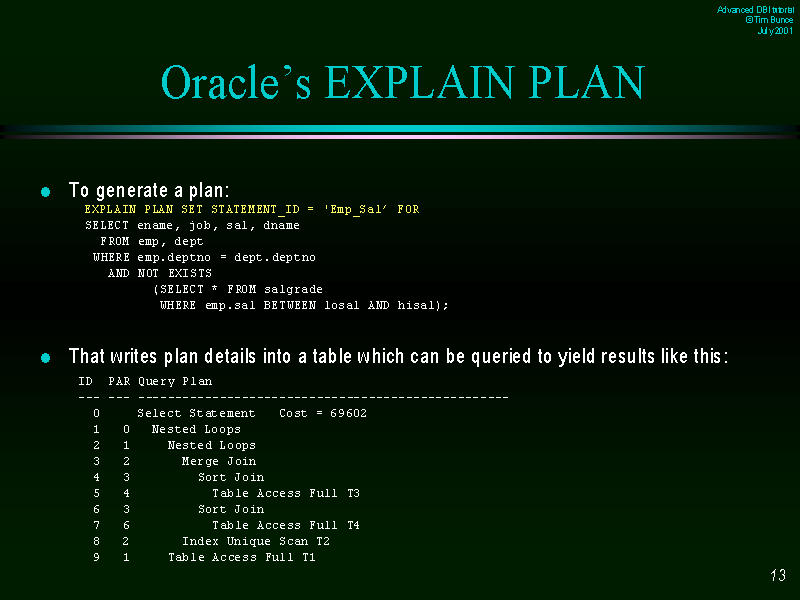 Advanced DBI tutorial
©Tim Bunce
July 2001
Oracle’s EXPLAIN PLAN
To generate a plan:
EXPLAIN PLAN SET STATEMENT_ID = 'Emp_Sal’ FOR
SELECT ename, job, sal, dname
FROM emp, dept
WHERE emp.deptno = dept.deptno
AND NOT EXISTS
(SELECT * FROM salgrade
WHERE emp.sal BETWEEN losal AND hisal);
That writes plan details into a table which can be queried to yield results like this:
ID PAR Query Plan
--- --- --------------------------------------------------
0 Select Statement Cost = 69602
1 0 Nested Loops
2 1 Nested Loops
3 2 Merge Join
4 3 Sort Join
5 4 Table Access Full T3
6 3 Sort Join
7 6 Table Access Full T4
8 2 Index Unique Scan T2
9 1 Table Access Full T1
13